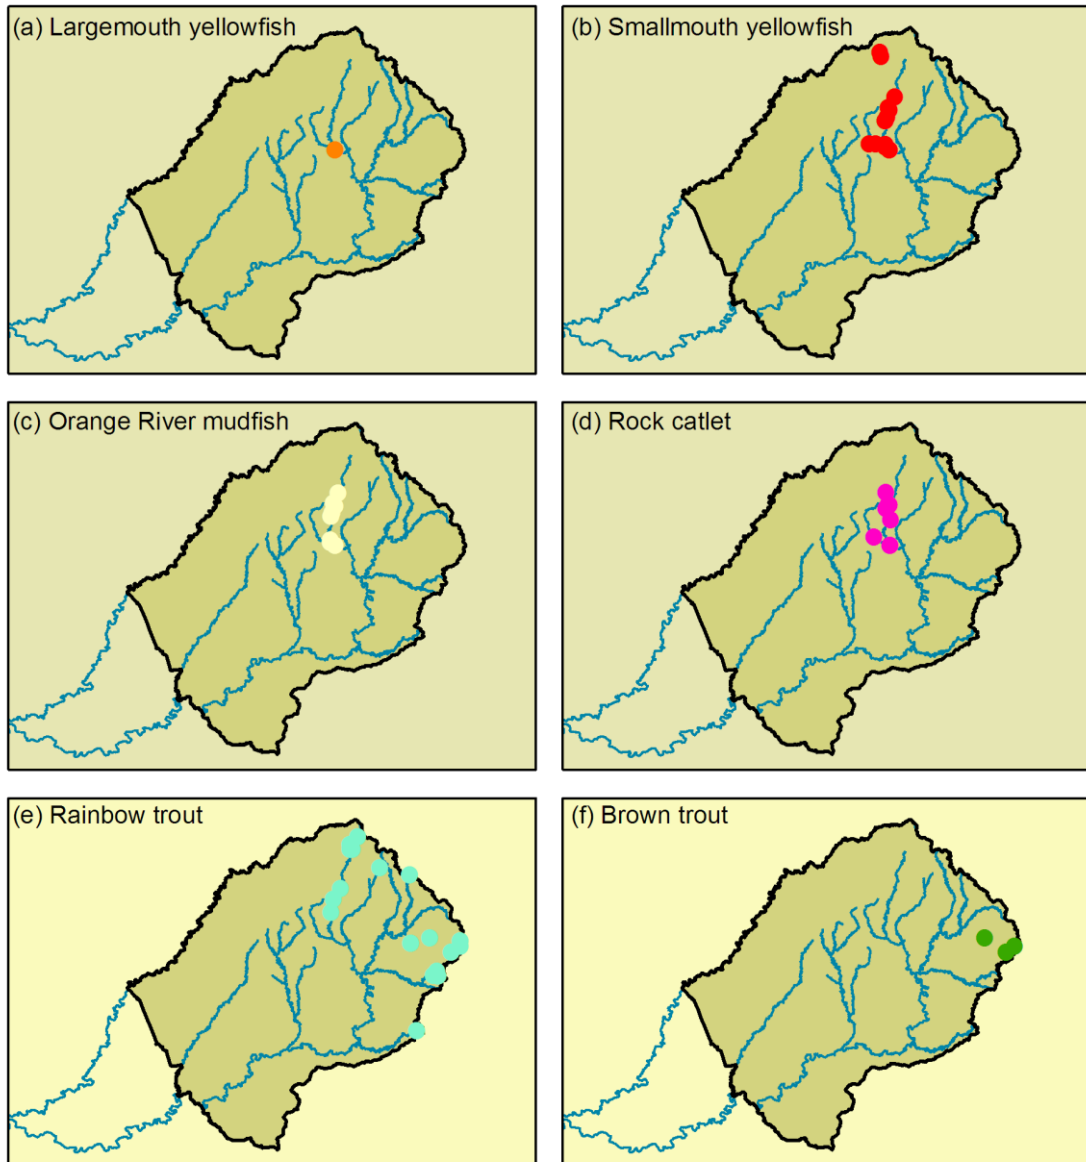 (a) Largemouth yellowfish
(b) Smallmouth yellowfish
(c) Orange River mudfish
(d) Rock catlet
(e) Rainbow trout
(f) Brown trout